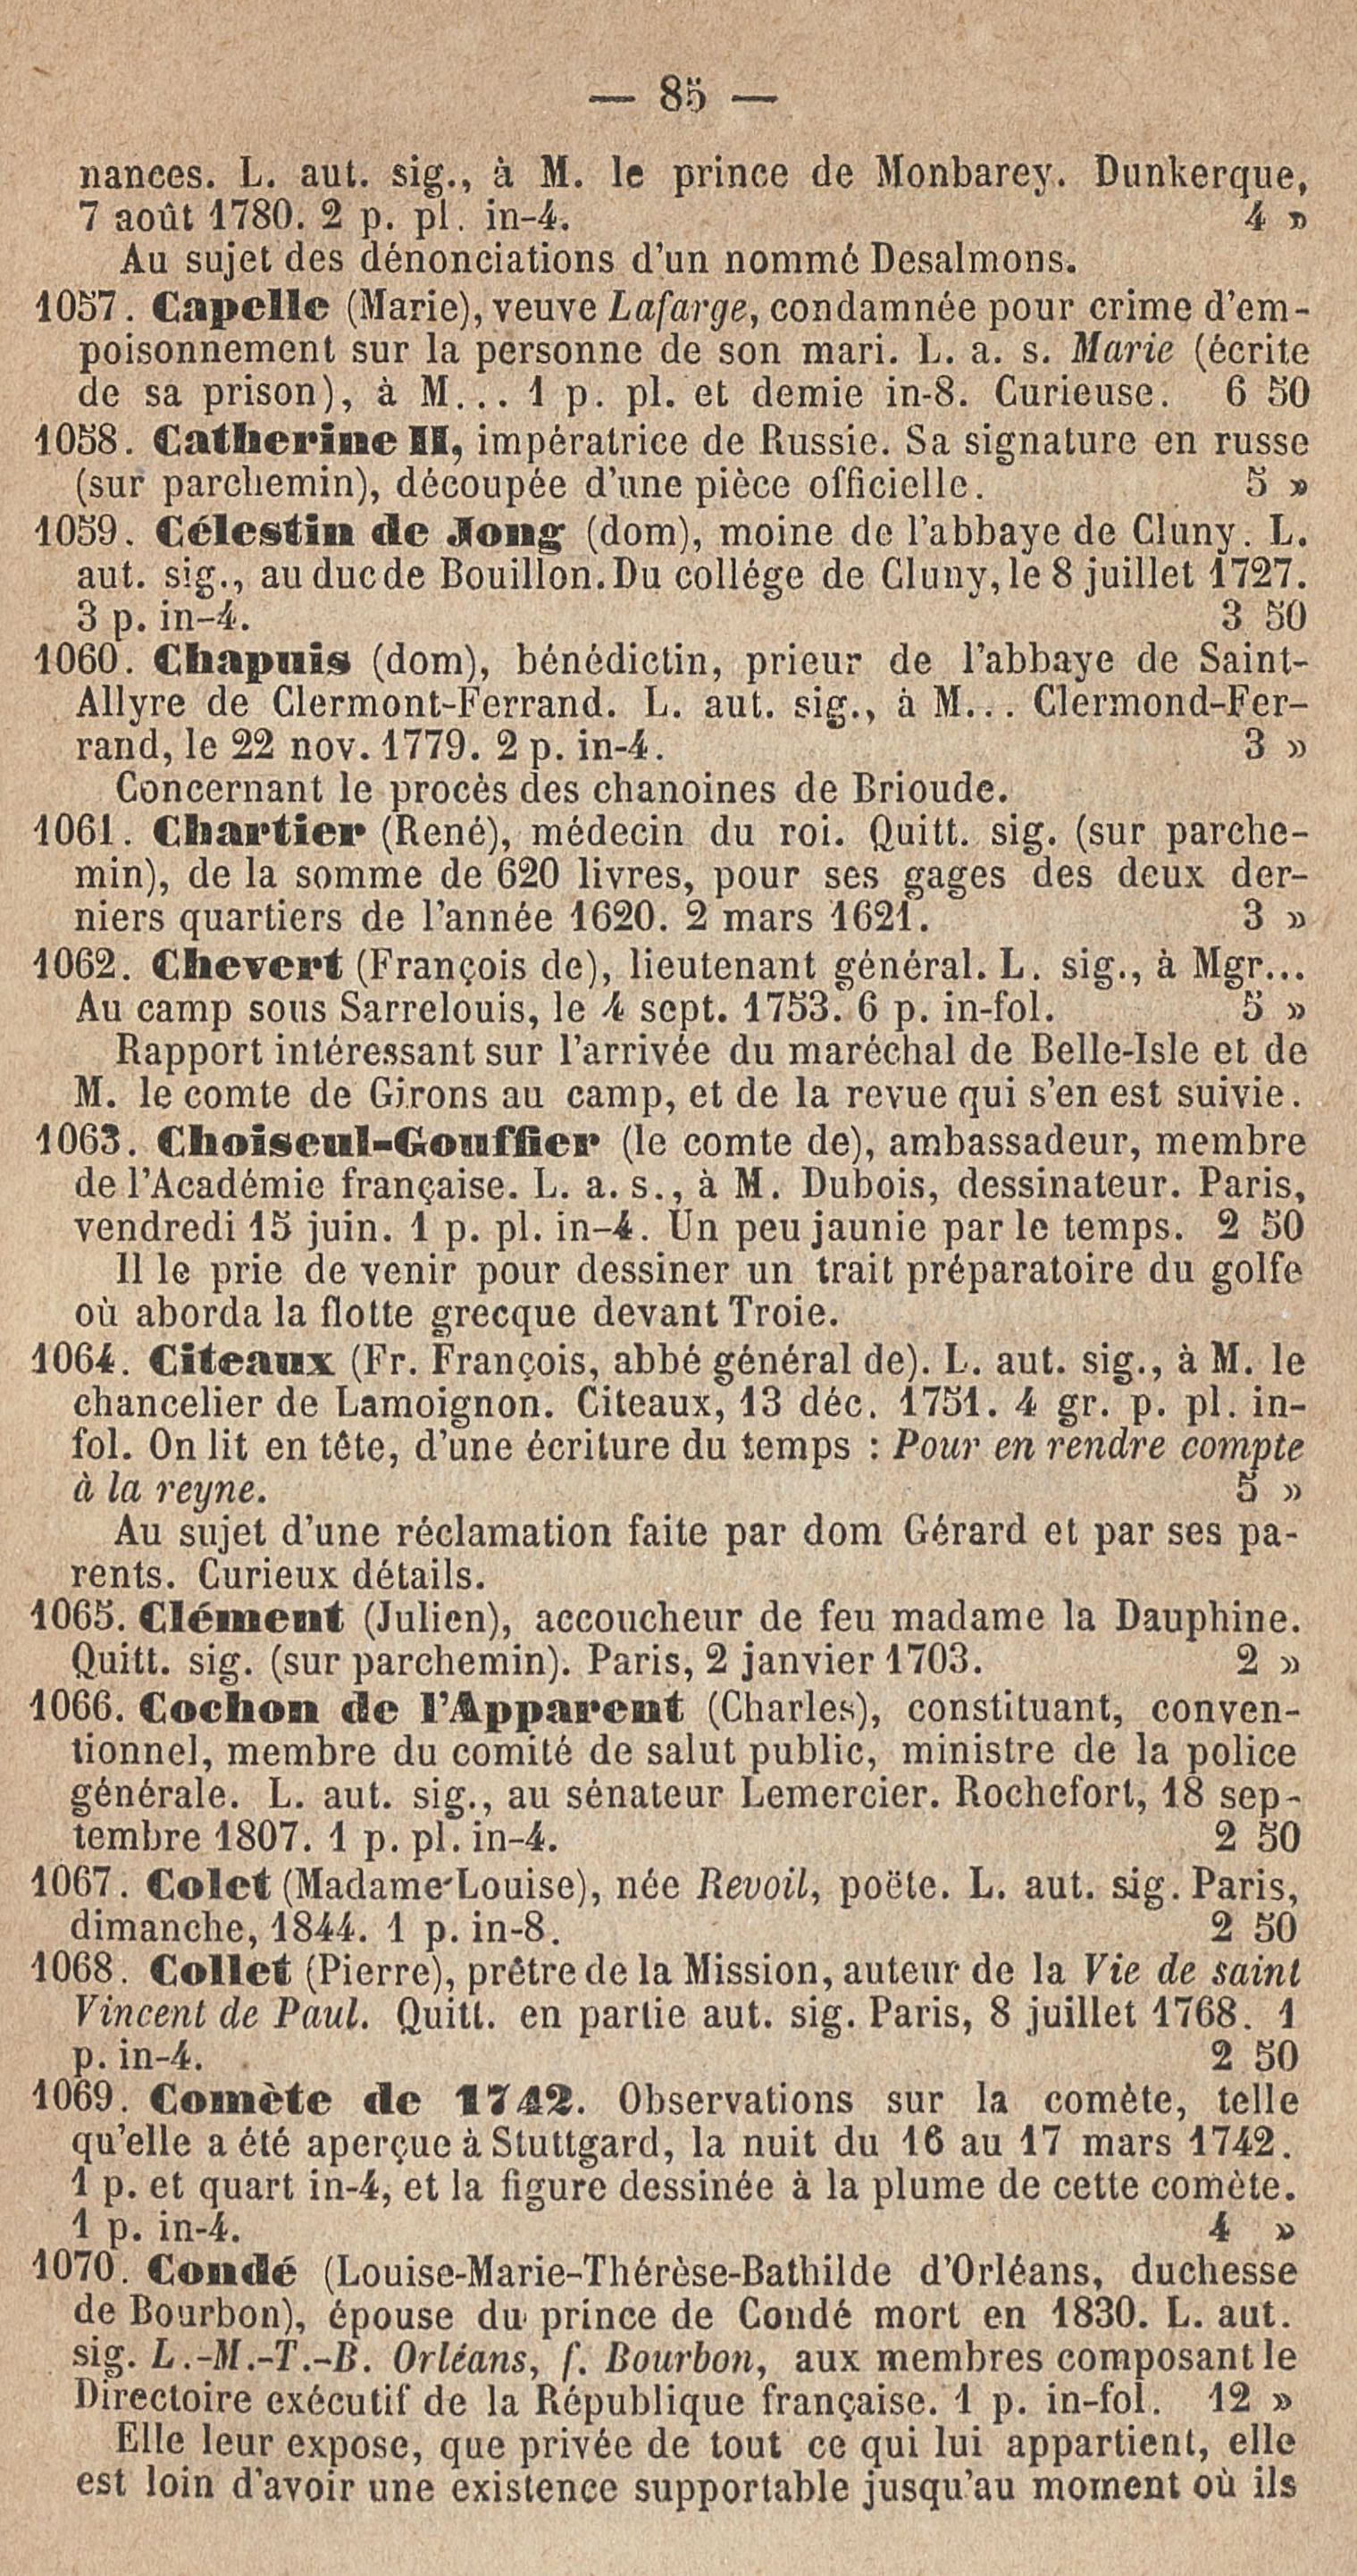 — 85 —
nances. L. aut. sig., à M. le prince de Monbarey. Dunkerque,
7 août 1780. 2 p. pl. in-4. 4 »
Au sujet des dénonciations d'un nommé Desalmons.
1057. Capelle (Marie), veuve Lafarge, condamnée pour crime d'em-
poisonnement sur la personne de son mari. L. a. s. Marie (écrite
de sa prison), à M... 1 p. pl. et demie in-8. Curieuse. 6 50
1058. Catherine II, impératrice de Russie. Sa signature en russe
(sur parchemin), découpée d'une pièce officielle. 5 »
1059. Célestin de Jong (dom), moine de l'abbaye de Cluny. L.
aut. sig., au duc de Bouillon. Du collége de Cluny, le 8 juillet 1727.
3 p. in-4. 3 50
1060. Chapuis (dom), bénédictin, prieur de l'abbaye de Saint-
Allyre de Clermont-Ferrand. L. aut. sig., à M... Clermond-Fer-
rand, le 22 nov. 1779. 2 p. in-4. 3 »
Concernant le procès des chanoines de Brioude.
1061. Chartier (René), médecin du roi. Quitt. sig. (sur parche-
min), de la somme de 620 livres, pour ses gages des deux der-
niers quartiers de l'année 1620. 2 mars 1621. 3 »
1062. Chevert (François de), lieutenant général. L. sig., à Mgr...
Au camp sous Sarrelouis, le 4 sept. 1753. 6 p. in-fol. 5 »
Rapport intéressant sur l'arrivée du maréchal de Belle-Isle et de
M. le comte de Girons au camp, et de la revue qui s'en est suivie.
1063. Choiseul-Gouffier (le comte de), ambassadeur, membre
de l'Académie française. L. a. s., à M. Dubois, dessinateur. Paris,
vendredi 15 juin. 1 p. pl. in-4. Un peu jaunie par le temps. 2 50
Il le prie de venir pour dessiner un trait préparatoire du golfe
où aborda la flotte grecque devant Troie.
1064. Citeaux (Fr. François, abbé général de). L. aut. sig., à M. le
chancelier de Lamoignon. Citeaux, 13 déc. 1751. 4 gr. p. pl. in-
fol. On lit en tête, d'une écriture du temps : Pour en rendre compte
à la reyne. 5 »
Au sujet d'une réclamation faite par dom Gérard et par ses pa-
rents. Curieux détails.
1065. Clément (Julien), accoucheur de feu madame la Dauphine.
Quitt. sig. (sur parchemin). Paris, 2 janvier 1703. 2 »
1066. Cochon de l'Apparent (Charles), constituant, conven-
tionnel, membre du comité de salut public, ministre de la police
générale. L. aut. sig., au sénateur Lemercier. Rochefort, 18 sep-
tembre 1807. 1 p. pl. in-4. 2 50
1067. Colet (Madame Louise), née Revoil, poëte. L. aut. sig. Paris,
dimanche, 1844. 1 p. in-8. 2 50
1068. Collet (Pierre), prêtre de la Mission, auteur de la Vie de saint
Vincent de Paul. Quitt. en partie aut. sig. Paris, 8 juillet 1768. 1
p. in-4. 2 50
1069. Comète de 1742. Observations sur la comète, telle
qu'elle a été aperçue à Stuttgard, la nuit du 16 au 17 mars 1742.
1 p. et quart in-4, et la figure dessinée à la plume de cette comète.
1 p. in-4. 4 »
1070. Condé (Louise-Marie-Thérèse-Bathilde d'Orléans, duchesse
de Bourbon), épouse du prince de Condé mort en 1830. L. aut.
sig. L.-M.-T.-B. Orléans, f. Bourbon, aux membres composant le
Directoire exécutif de la République française. 1 p. in-fol. 12 »
Elle leur expose, que privée de tout ce qui lui appartient, elle
est loin d'avoir une existence supportable jusqu'au moment où ils